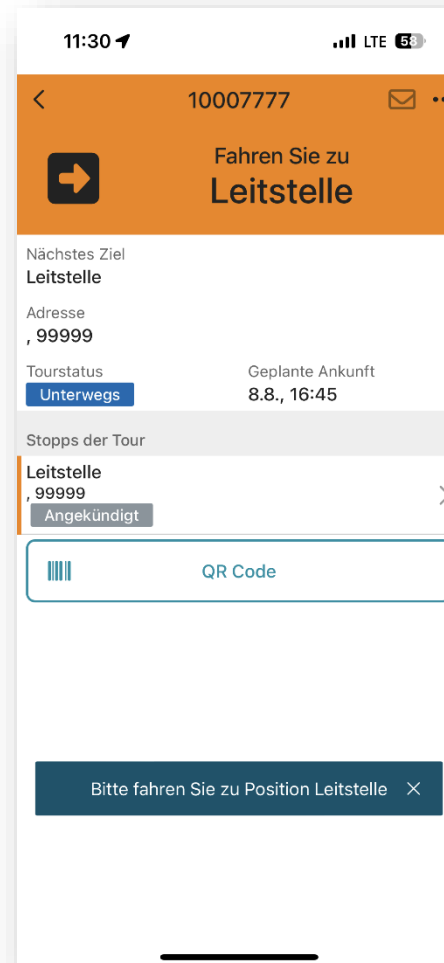 11:30 LTE 58
10007777
Fahren Sie zu
Leitstelle
Nächstes Ziel
Leitstelle
Adresse
, 99999
Tourstatus Geplante Ankunft
Unterwegs 8.8., 16:45
Stopps der Tour
Leitstelle
, 99999
Angekündigt
QR Code
Bitte fahren Sie zu Position Leitstelle